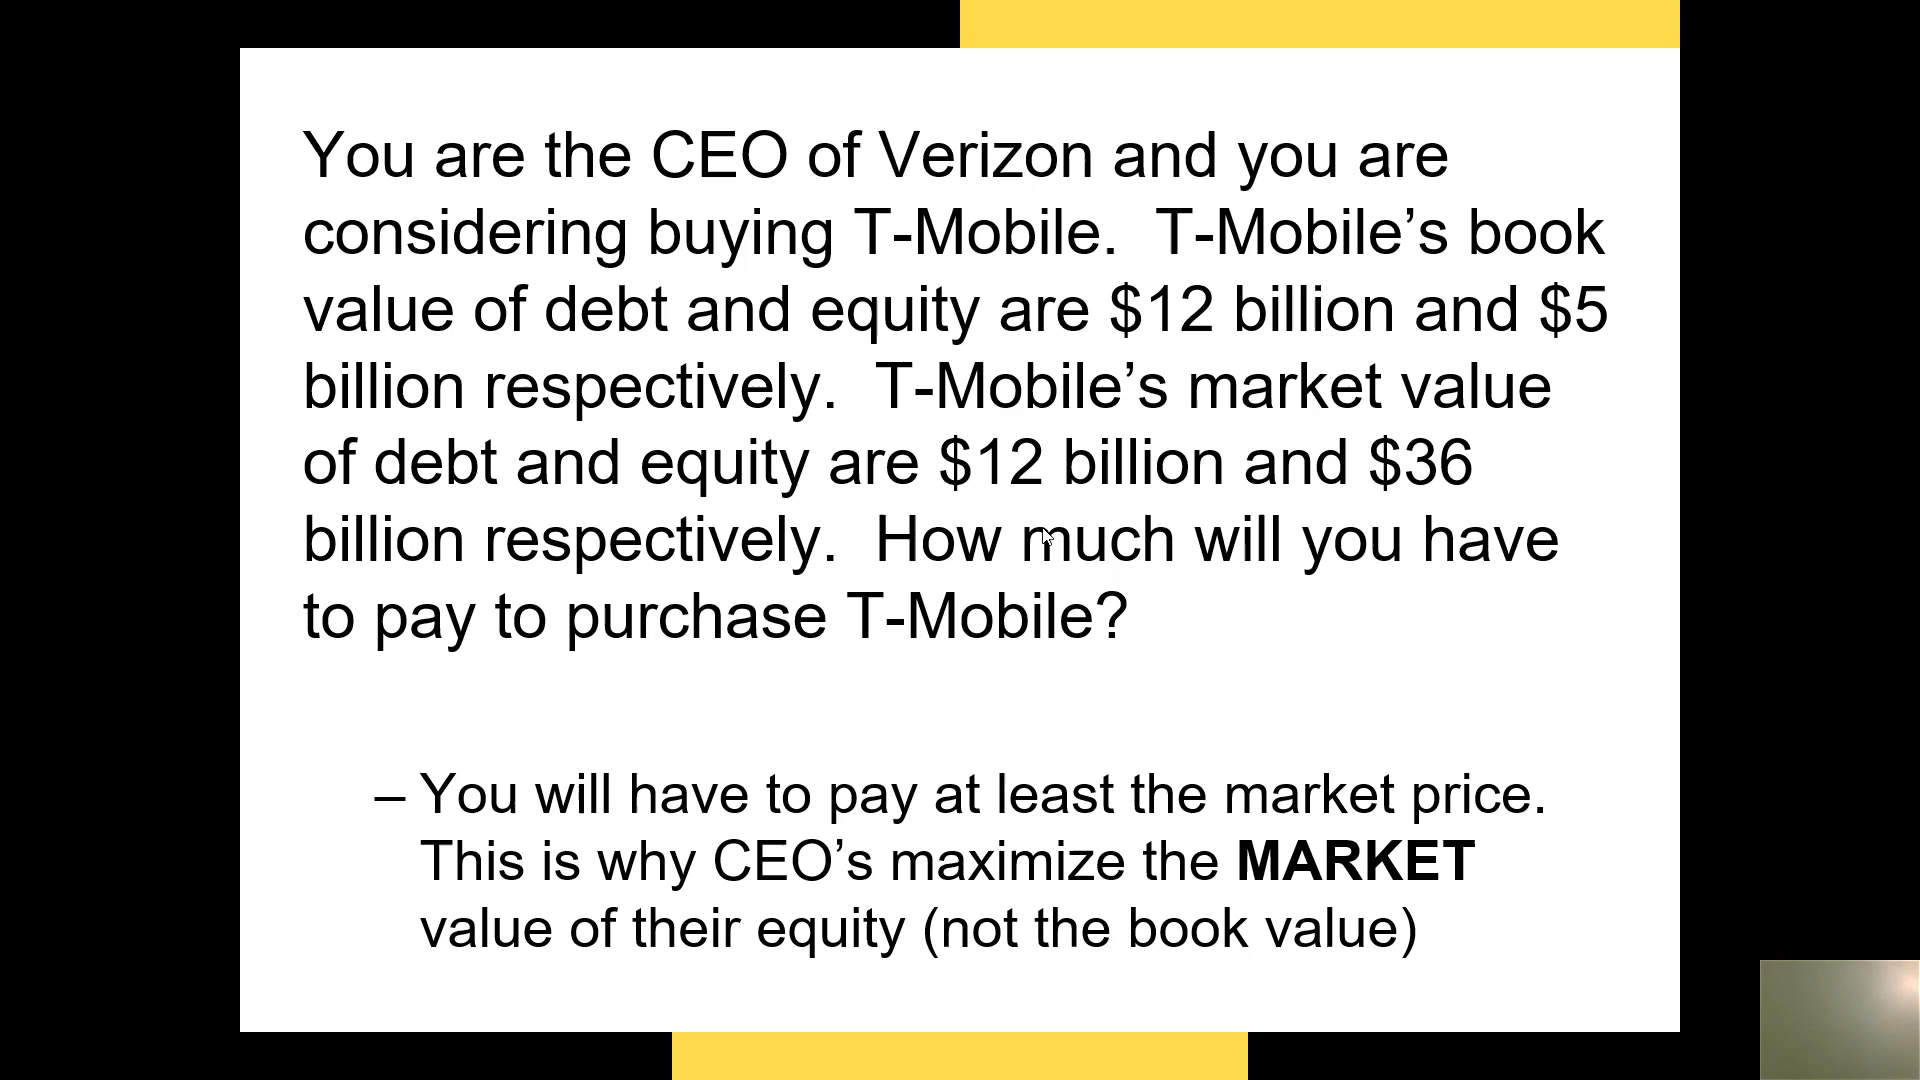 You are the CEO of Verizon and you are
considering buying T-Mobile.  T-Mobile’s book
value of debt and equity are $12 billion and $5
billion respectively.  T-Mobile’s market value
of debt and equity are $12 billion and $36
billion respectively.  How much will you have
to pay to purchase T-Mobile?
– You will have to pay at least the market price.
This is why CEO’s maximize the MARKET
value of their equity (not the book value)